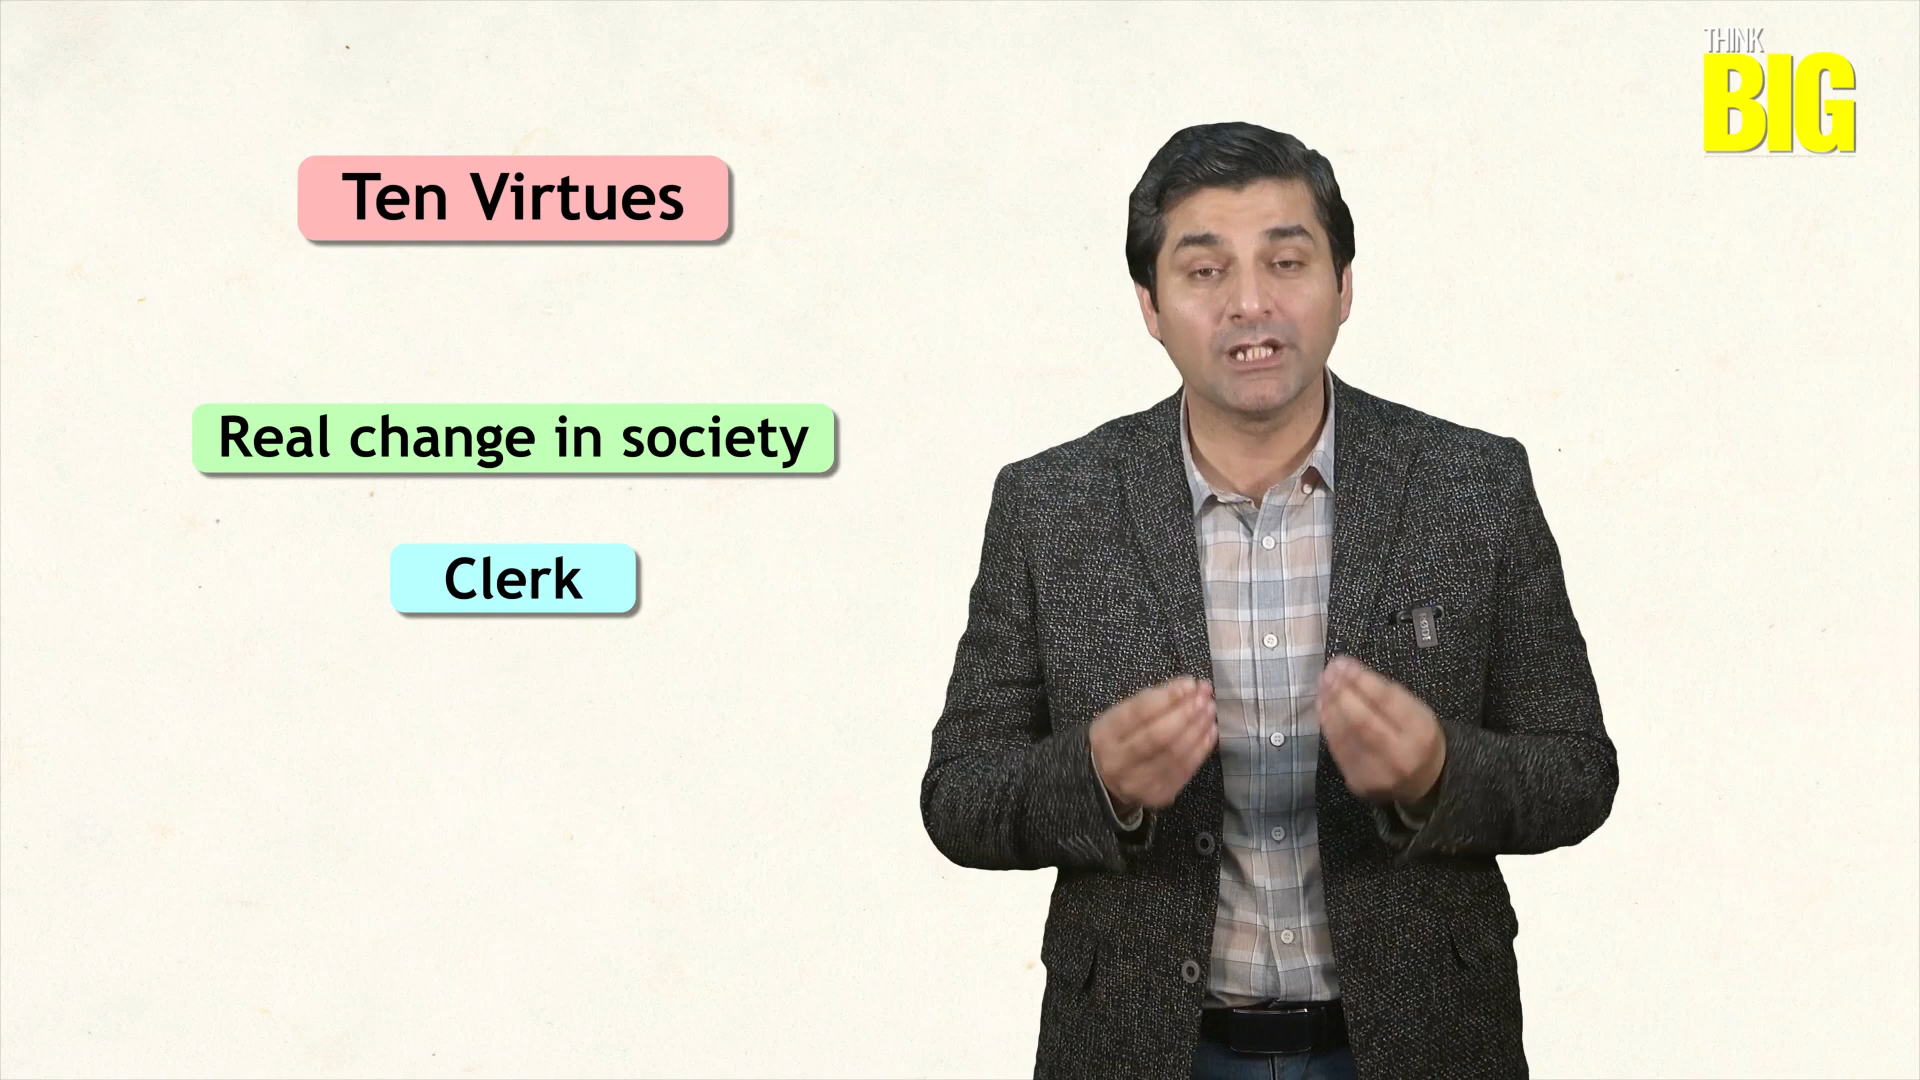 THINK
BIG
Ten Virtues
Real change in society
Clerk